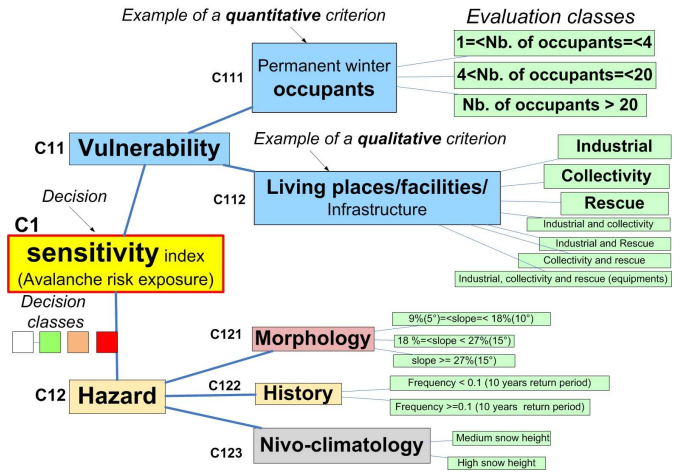 Example of a quantitative criterion
Evaluation classes
C111
Permanent winter
occupants
1=<Nb. of occupants=<4
4<Nb. of occupants=<20
Nb. of occupants > 20
C11
Vulnerability
Example of a qualitative criterion
C112
Living places/facilities/
Infrastructure
Industrial
Collectivity
Rescue
Industrial and collectivity
Industrial and Rescue
Collectivity and rescue
Industrial, collectivity and rescue (equipments)
Decision
C1
sensitivity index
(Avalanche risk exposure)
Decision
classes
C121
Morphology
9%(5°)=<slope=< 18%(10°)
18 %=<slope < 27%(15°)
slope >= 27%(15°)
C12
Hazard
C122
History
Frequency < 0.1 (10 years return period)
Frequency >=0.1 (10 years  return period)
C123
Nivo-climatology
Medium snow height
High snow height